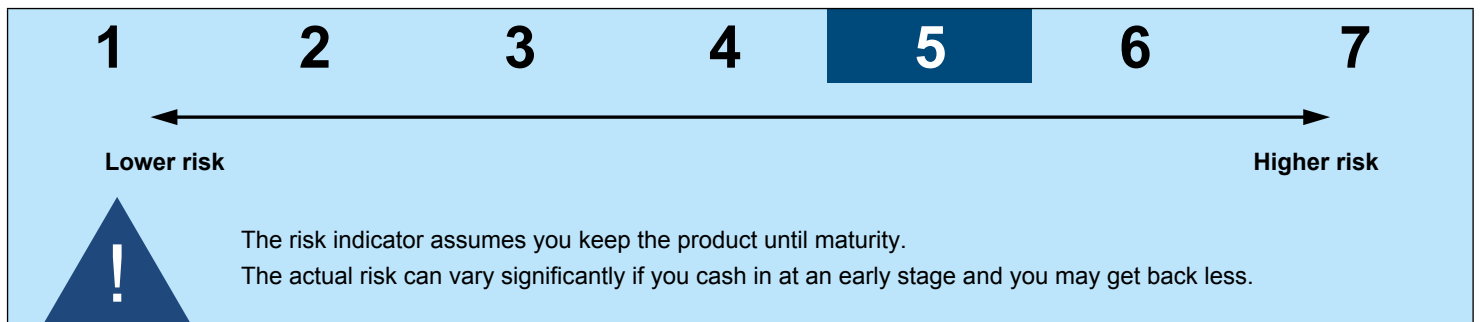 1 2 3 4 5 6 7
Lower risk Higher risk
!
The risk indicator assumes you keep the product until maturity.
The actual risk can vary significantly if you cash in at an early stage and you may get back less.